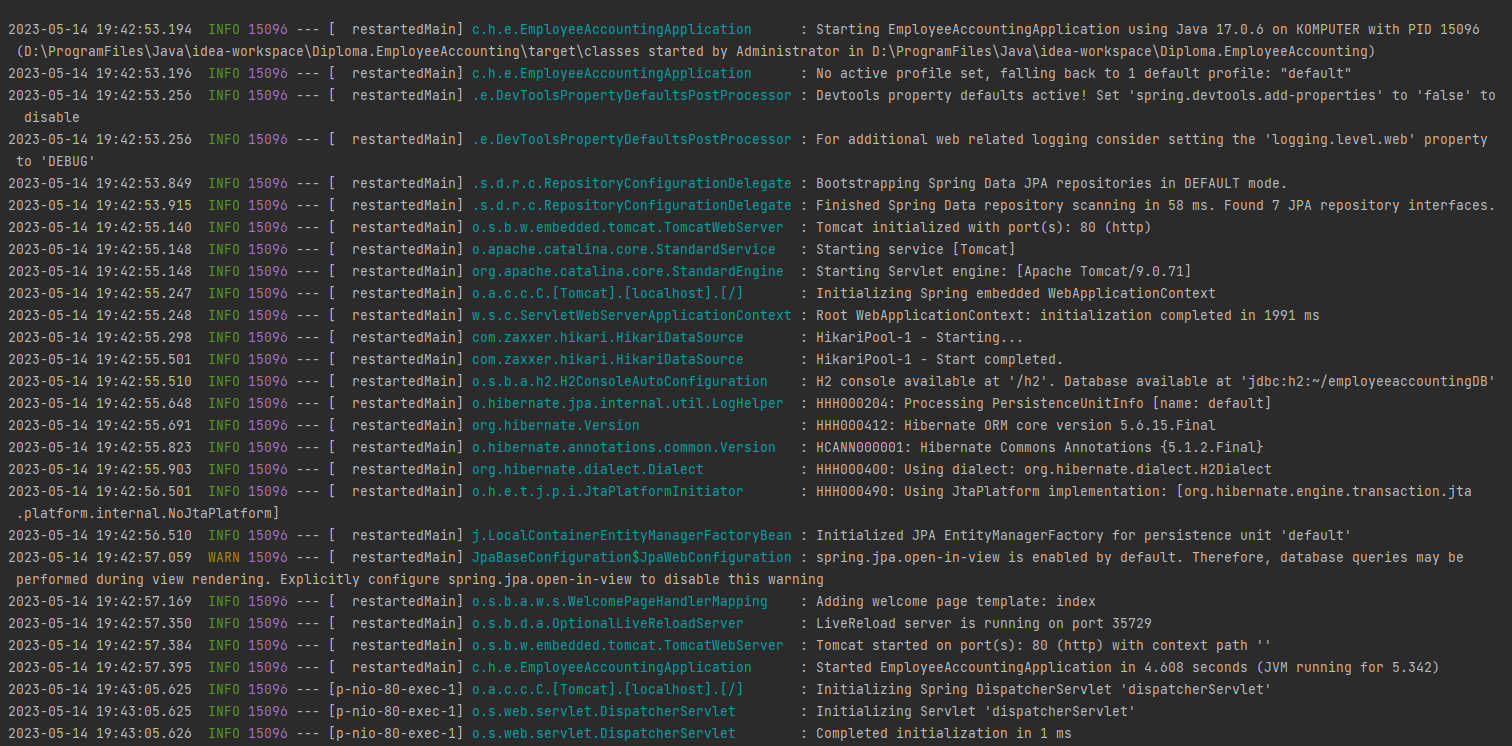 2023-05-14 19:42:53.194  INFO 15096 --- [  restartedMain] c.h.e.EmployeeAccountingApplication      : Starting EmployeeAccountingApplication using Java 17.0.6 on KOMPUTER with PID 15096
 (D:\ProgramFiles\Java\idea-workspace\Diploma.EmployeeAccounting\target\classes started by Administrator in D:\ProgramFiles\Java\idea-workspace\Diploma.EmployeeAccounting)
2023-05-14 19:42:53.196  INFO 15096 --- [  restartedMain] c.h.e.EmployeeAccountingApplication      : No active profile set, falling back to 1 default profile: "default"
2023-05-14 19:42:53.256  INFO 15096 --- [  restartedMain] .e.DevToolsPropertyDefaultsPostProcessor : Devtools property defaults active! Set 'spring.devtools.add-properties' to 'false' to
 disable
2023-05-14 19:42:53.256  INFO 15096 --- [  restartedMain] .e.DevToolsPropertyDefaultsPostProcessor : For additional web related logging consider setting the 'logging.level.web' property
 to 'DEBUG'
2023-05-14 19:42:53.849  INFO 15096 --- [  restartedMain] .s.d.r.c.RepositoryConfigurationDelegate : Bootstrapping Spring Data JPA repositories in DEFAULT mode.
2023-05-14 19:42:53.915  INFO 15096 --- [  restartedMain] .s.d.r.c.RepositoryConfigurationDelegate : Finished Spring Data repository scanning in 58 ms. Found 7 JPA repository interfaces.
2023-05-14 19:42:55.140  INFO 15096 --- [  restartedMain] o.s.b.w.embedded.tomcat.TomcatWebServer  : Tomcat initialized with port(s): 80 (http)
2023-05-14 19:42:55.148  INFO 15096 --- [  restartedMain] o.apache.catalina.core.StandardService   : Starting service [Tomcat]
2023-05-14 19:42:55.148  INFO 15096 --- [  restartedMain] org.apache.catalina.core.StandardEngine  : Starting Servlet engine: [Apache Tomcat/9.0.71]
2023-05-14 19:42:55.247  INFO 15096 --- [  restartedMain] o.a.c.c.C.[Tomcat].[localhost].[/]       : Initializing Spring embedded WebApplicationContext
2023-05-14 19:42:55.248  INFO 15096 --- [  restartedMain] w.s.c.ServletWebServerApplicationContext : Root WebApplicationContext: initialization completed in 1991 ms
2023-05-14 19:42:55.298  INFO 15096 --- [  restartedMain] com.zaxxer.hikari.HikariDataSource       : HikariPool-1 - Starting...
2023-05-14 19:42:55.501  INFO 15096 --- [  restartedMain] com.zaxxer.hikari.HikariDataSource       : HikariPool-1 - Start completed.
2023-05-14 19:42:55.510  INFO 15096 --- [  restartedMain] o.s.b.a.h2.H2ConsoleAutoConfiguration    : H2 console available at '/h2'. Database available at 'jdbc:h2:~/employeeaccountingDB'
2023-05-14 19:42:55.648  INFO 15096 --- [  restartedMain] o.hibernate.jpa.internal.util.LogHelper  : HHH000204: Processing PersistenceUnitInfo [name: default]
2023-05-14 19:42:55.691  INFO 15096 --- [  restartedMain] org.hibernate.Version                    : HHH000412: Hibernate ORM core version 5.6.15.Final
2023-05-14 19:42:55.823  INFO 15096 --- [  restartedMain] o.hibernate.annotations.common.Version   : HCANN000001: Hibernate Commons Annotations {5.1.2.Final}
2023-05-14 19:42:55.903  INFO 15096 --- [  restartedMain] org.hibernate.dialect.Dialect            : HHH000400: Using dialect: org.hibernate.dialect.H2Dialect
2023-05-14 19:42:56.501  INFO 15096 --- [  restartedMain] o.h.e.t.j.p.i.JtaPlatformInitiator       : HHH000490: Using JtaPlatform implementation: [org.hibernate.engine.transaction.jta
 .platform.internal.NoJtaPlatform]
2023-05-14 19:42:56.510  INFO 15096 --- [  restartedMain] j.LocalContainerEntityManagerFactoryBean : Initialized JPA EntityManagerFactory for persistence unit 'default'
2023-05-14 19:42:57.059  WARN 15096 --- [  restartedMain] JpaBaseConfiguration$JpaWebConfiguration : spring.jpa.open-in-view is enabled by default. Therefore, database queries may be
 performed during view rendering. Explicitly configure spring.jpa.open-in-view to disable this warning
2023-05-14 19:42:57.169  INFO 15096 --- [  restartedMain] o.s.b.a.w.s.WelcomePageHandlerMapping    : Adding welcome page template: index
2023-05-14 19:42:57.350  INFO 15096 --- [  restartedMain] o.s.b.d.a.OptionalLiveReloadServer       : LiveReload server is running on port 35729
2023-05-14 19:42:57.384  INFO 15096 --- [  restartedMain] o.s.b.w.embedded.tomcat.TomcatWebServer  : Tomcat started on port(s): 80 (http) with context path ''
2023-05-14 19:42:57.395  INFO 15096 --- [  restartedMain] c.h.e.EmployeeAccountingApplication      : Started EmployeeAccountingApplication in 4.608 seconds (JVM running for 5.342)
2023-05-14 19:43:05.625  INFO 15096 --- [p-nio-80-exec-1] o.a.c.c.C.[Tomcat].[localhost].[/]       : Initializing Spring DispatcherServlet 'dispatcherServlet'
2023-05-14 19:43:05.625  INFO 15096 --- [p-nio-80-exec-1] o.s.web.servlet.DispatcherServlet        : Initializing Servlet 'dispatcherServlet'
2023-05-14 19:43:05.626  INFO 15096 --- [p-nio-80-exec-1] o.s.web.servlet.DispatcherServlet        : Completed initialization in 1 ms